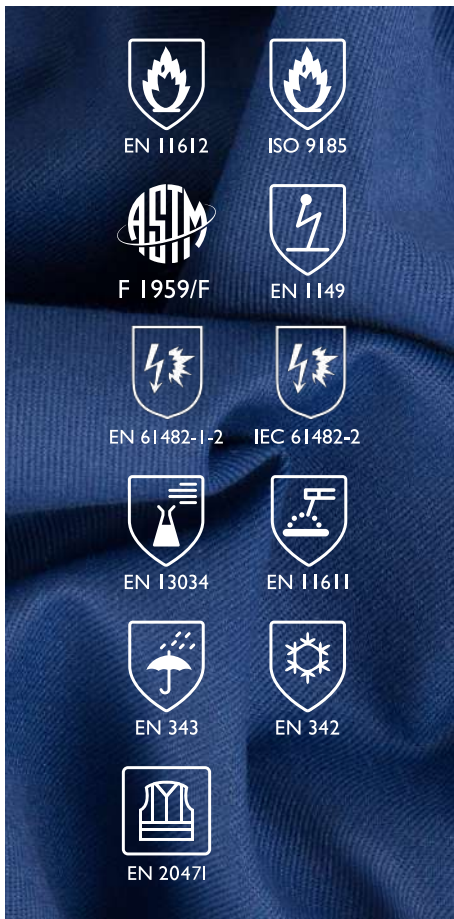 EN 11612
ISO 9185
ASTM
F 1959/F
EN 1149
EN 61482-1-2
IEC 61482-2
EN 13034
EN 11611
EN 343
EN 342
EN 20471